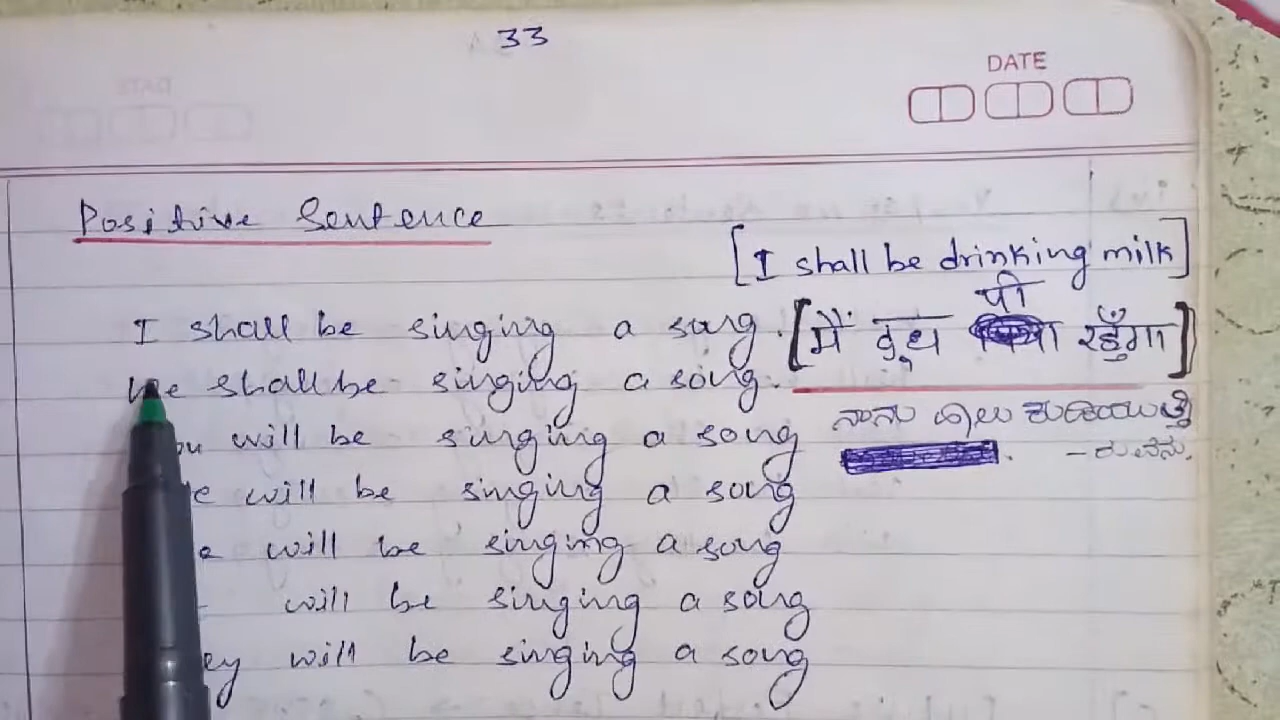 33
DATE
Positive Sentence
[I shall be drinking milk]
पी
I shall be singing a song. [मैं दूध रहुँगा]
We shall be singing a song.
ನಾನು ಹಾಲು ಕುಡಿಯುತ್ತಿ
ou will be singing a song
-ರುವೆನು.
e will be singing a song
e will be singing a song
will be singing a song
ey will be singing a song